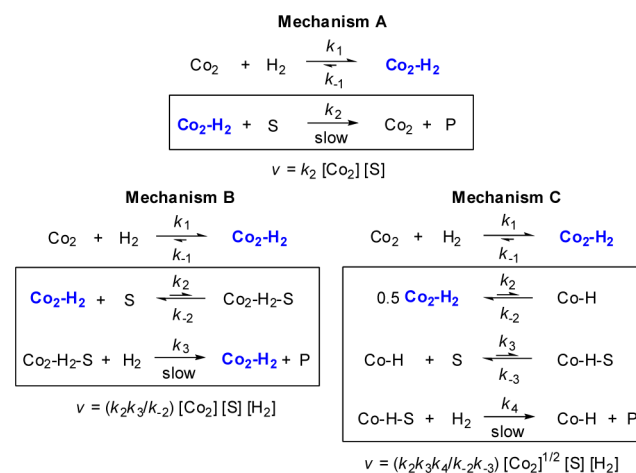 Mechanism A
Co₂ + H₂ k₁ k₋₁ Co₂-H₂
Co₂-H₂ + S k₂ slow Co₂ + P
v = k₂ [Co₂] [S]
Mechanism B
Co₂ + H₂ k₁ k₋₁ Co₂-H₂
Co₂-H₂ + S k₂ k₋₂ Co₂-H₂-S
Co₂-H₂-S + H₂ k₃ slow Co₂-H₂ + P
v = (k₂k₃/k₋₂) [Co₂] [S] [H₂]
Mechanism C
Co₂ + H₂ k₁ k₋₁ Co₂-H₂
0.5 Co₂-H₂ k₂ k₋₂ Co-H
Co-H + S k₃ k₋₃ Co-H-S
Co-H-S + H₂ k₄ slow Co-H + P
v = (k₂k₃k₄/k₋₂k₋₃) [Co₂]¹/² [S] [H₂]